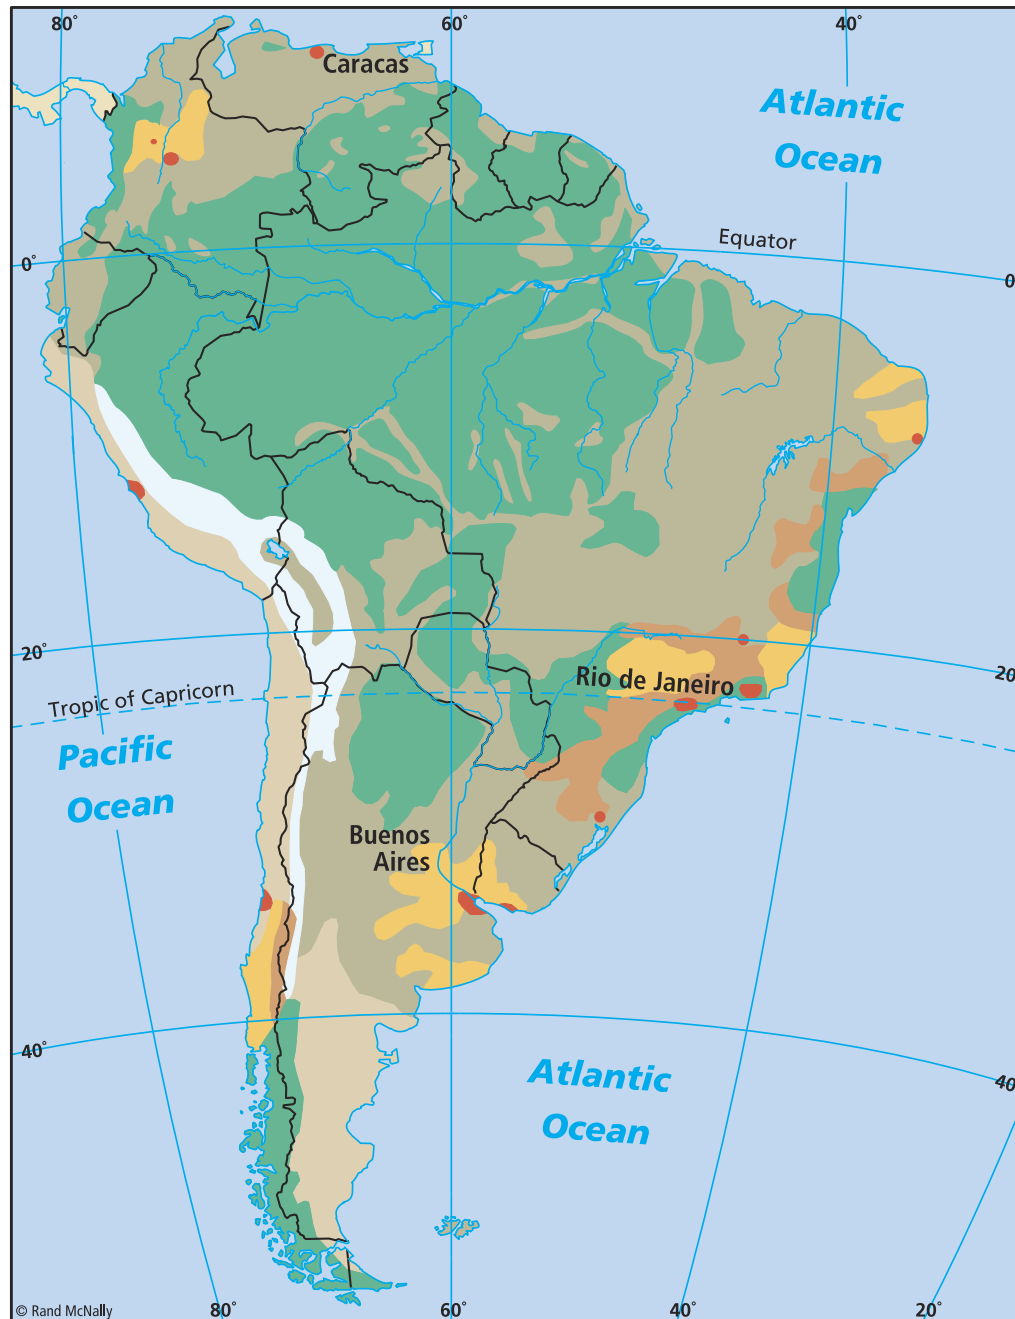 80°
60°
40°
Caracas
Atlantic
Ocean
Equator
0°
0°
20°
20°
Rio de Janeiro
Tropic of Capricorn
Pacific
Ocean
Buenos
Aires
40°
40°
Atlantic
Ocean
© Rand McNally
80°
60°
40°
20°